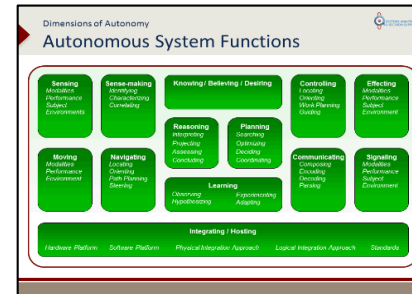 Dimensions of Autonomy
Autonomous System Functions
Sensing
Modalities
Performance
Subject
Environments
Sense-making
Identifying
Characterizing
Correlating
Knowing / Believing / Desiring
Controlling
Locating
Orienting
Work Planning
Guiding
Effecting
Modalities
Performance
Subject
Environment
Reasoning
Interpreting
Projecting
Assessing
Concluding
Planning
Searching
Optimizing
Deciding
Coordinating
Moving
Modalities
Performance
Environment
Navigating
Locating
Orienting
Path Planning
Steering
Learning
Observing Experimenting
Hypothesizing Adapting
Communicating
Composing
Encoding
Decoding
Parsing
Signaling
Modalities
Performance
Subject
Environment
Integrating / Hosting
Hardware Platform Software Platform Physical Integration Approach Logical Integration Approach Standards